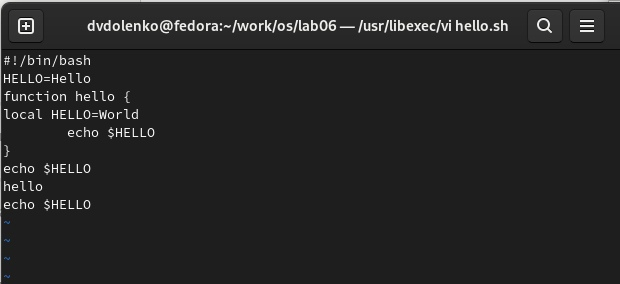 dvdolenko@fedora:~/work/os/lab06 — /usr/libexec/vi hello.sh
#!/bin/bash
HELLO=Hello
function hello {
local HELLO=World
        echo $HELLO
}
echo $HELLO
hello
echo $HELLO
~
~
~
~